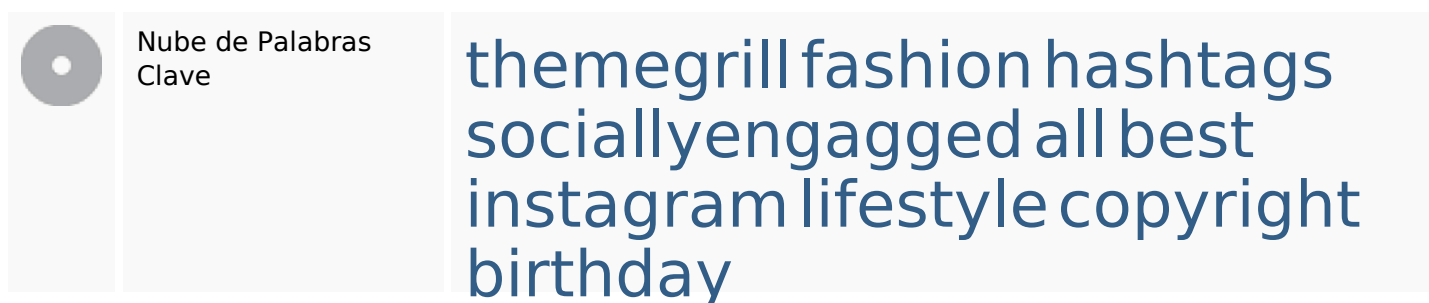 Nube de Palabras
Clave
themegrill fashion hashtags
sociallyengagged all best
instagram lifestyle copyright
birthday